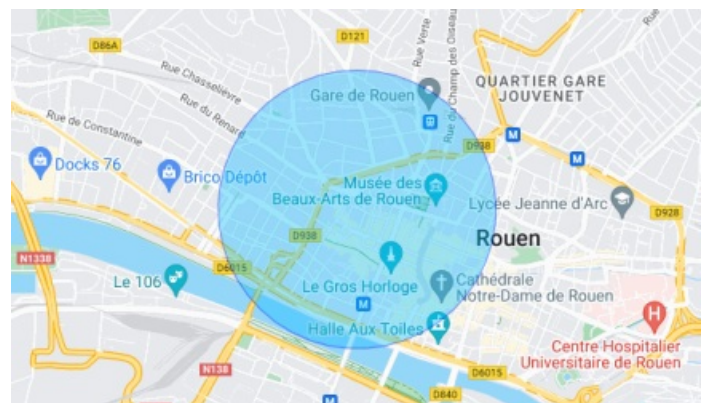 D121
D86A
Rue Verte
Rue du Champ des Oiseaux
Rue
Rue Chasselièvre
QUARTIER GARE
JOUVENET
Gare de Rouen
Rue du Renard
Rue de Constantine
M
D938
M
Docks 76
Brico Dépôt
Musée des
Beaux-Arts de Rouen
Lycée Jeanne d'Arc
D928
D938
Rouen
N1338
D6015
Le 106
Le Gros Horloge
Cathédrale
Notre-Dame de Rouen
M
H
Halle Aux Toiles
Centre Hospitalier
Universitaire de Rouen
N138
D6015
D840
M